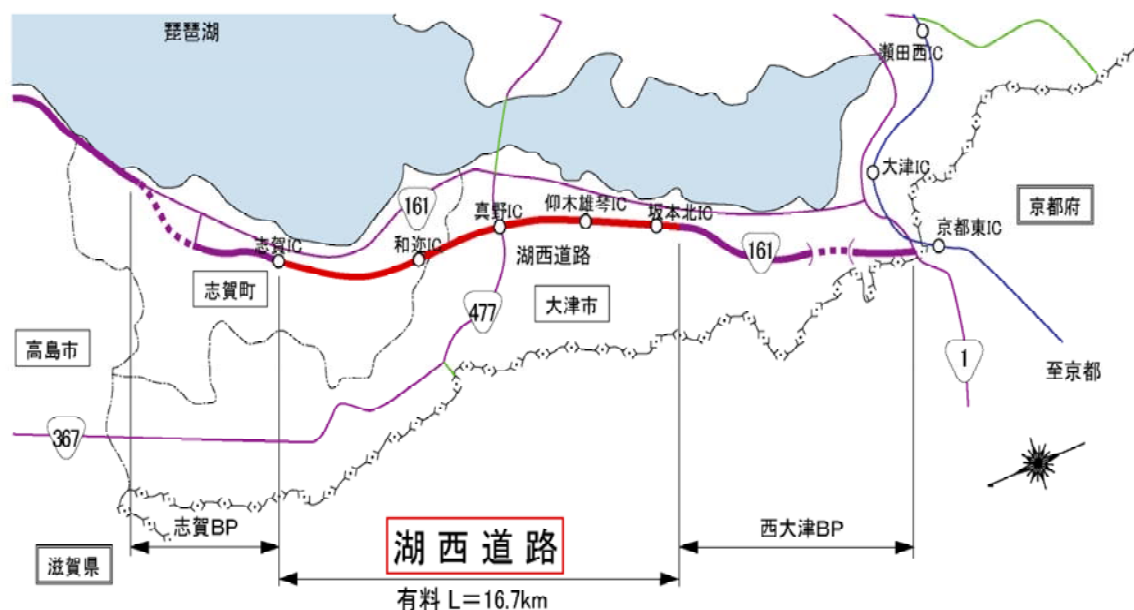 琵琶湖
瀬田西IC
大津IC
京都府
161
真野IC
仰木雄琴IC
坂本北IC
京都東IC
志賀IC
和弥IC
湖西道路
161
志賀町
477
大津市
高島市
1
至京都
367
志賀BP
湖西道路
西大津BP
滋賀県
有料 L=16.7km